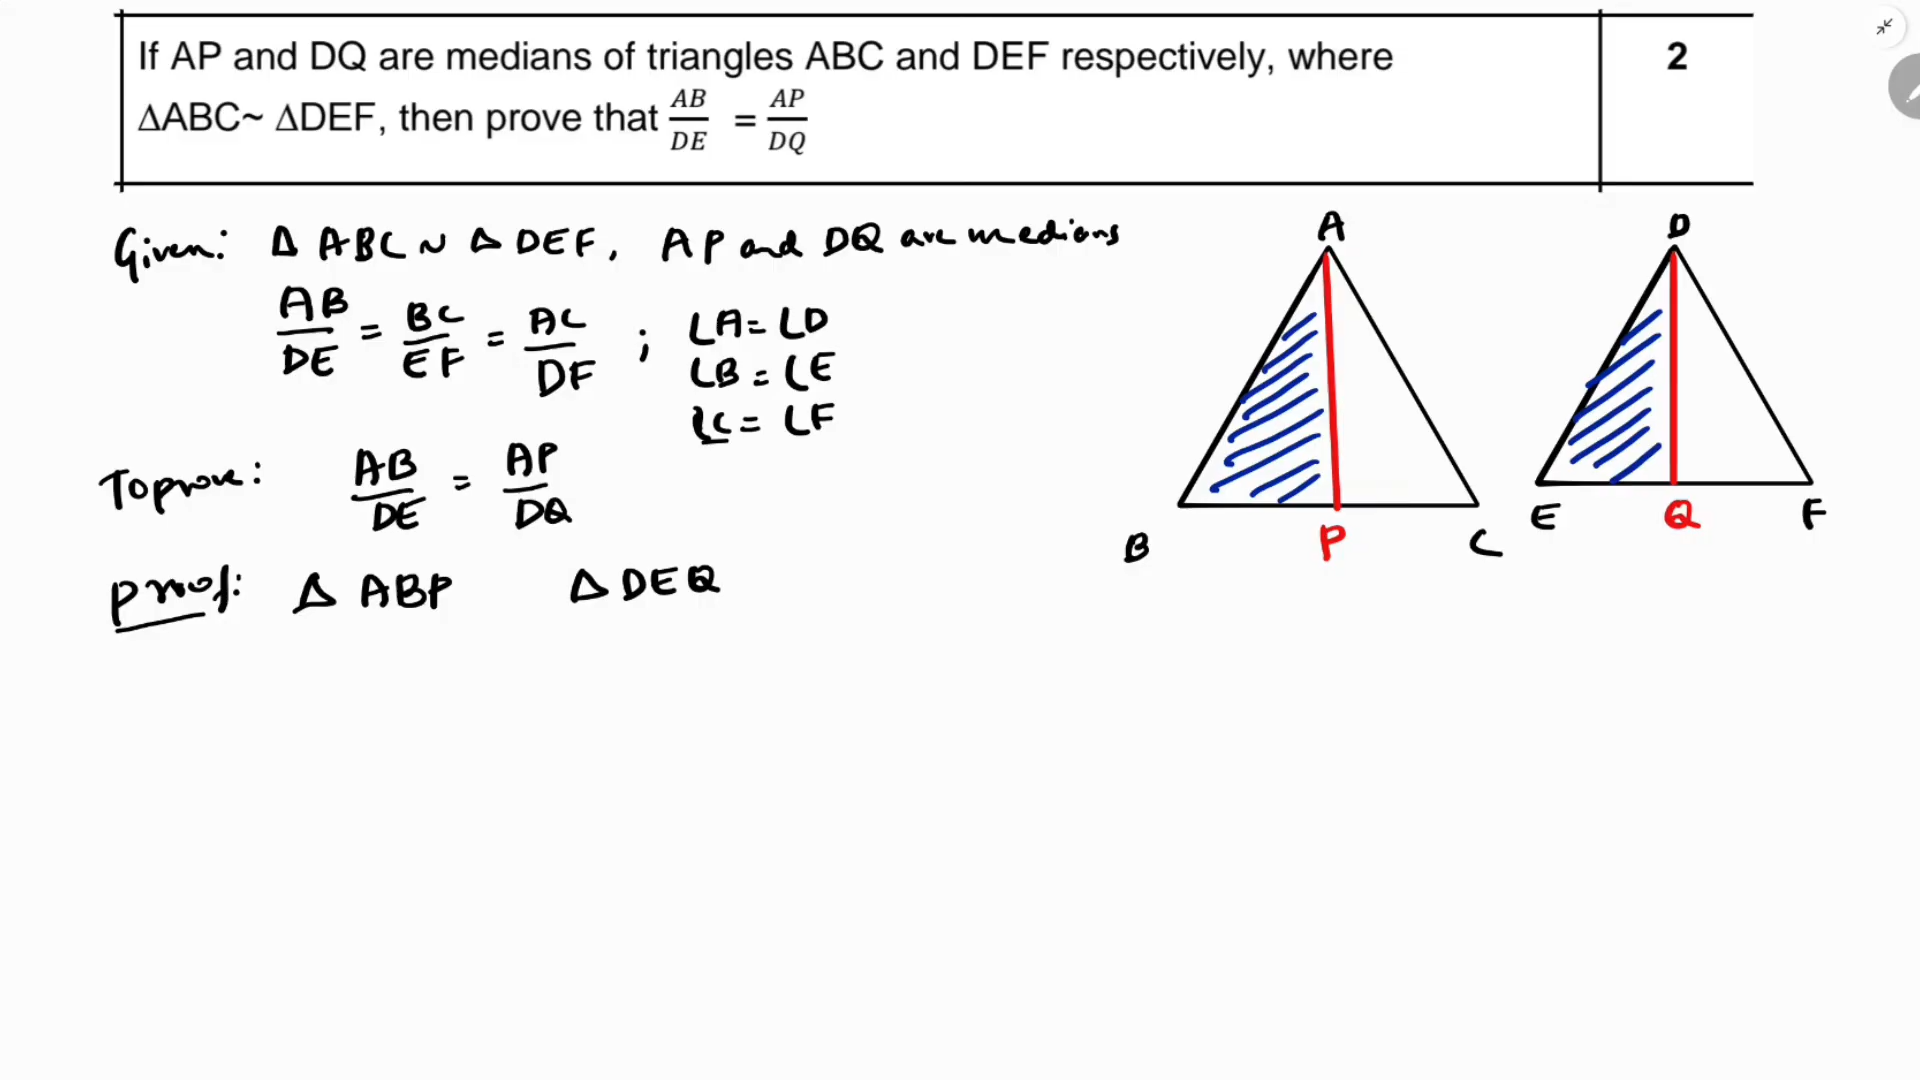 If AP and DQ are medians of triangles ABC and DEF respectively, where
2
ΔABC~ ΔDEF, then prove that AB/DE = AP/DQ
Given: Δ ABC ~ Δ DEF, AP and DQ are medians
AB/DE = BC/EF = AC/DF ; ∠A = ∠D
∠B = ∠E
∠C = ∠F
To prove: AB/DE = AP/DQ
proof: Δ ABP Δ DEQ
A
B
P
C
D
E
Q
F